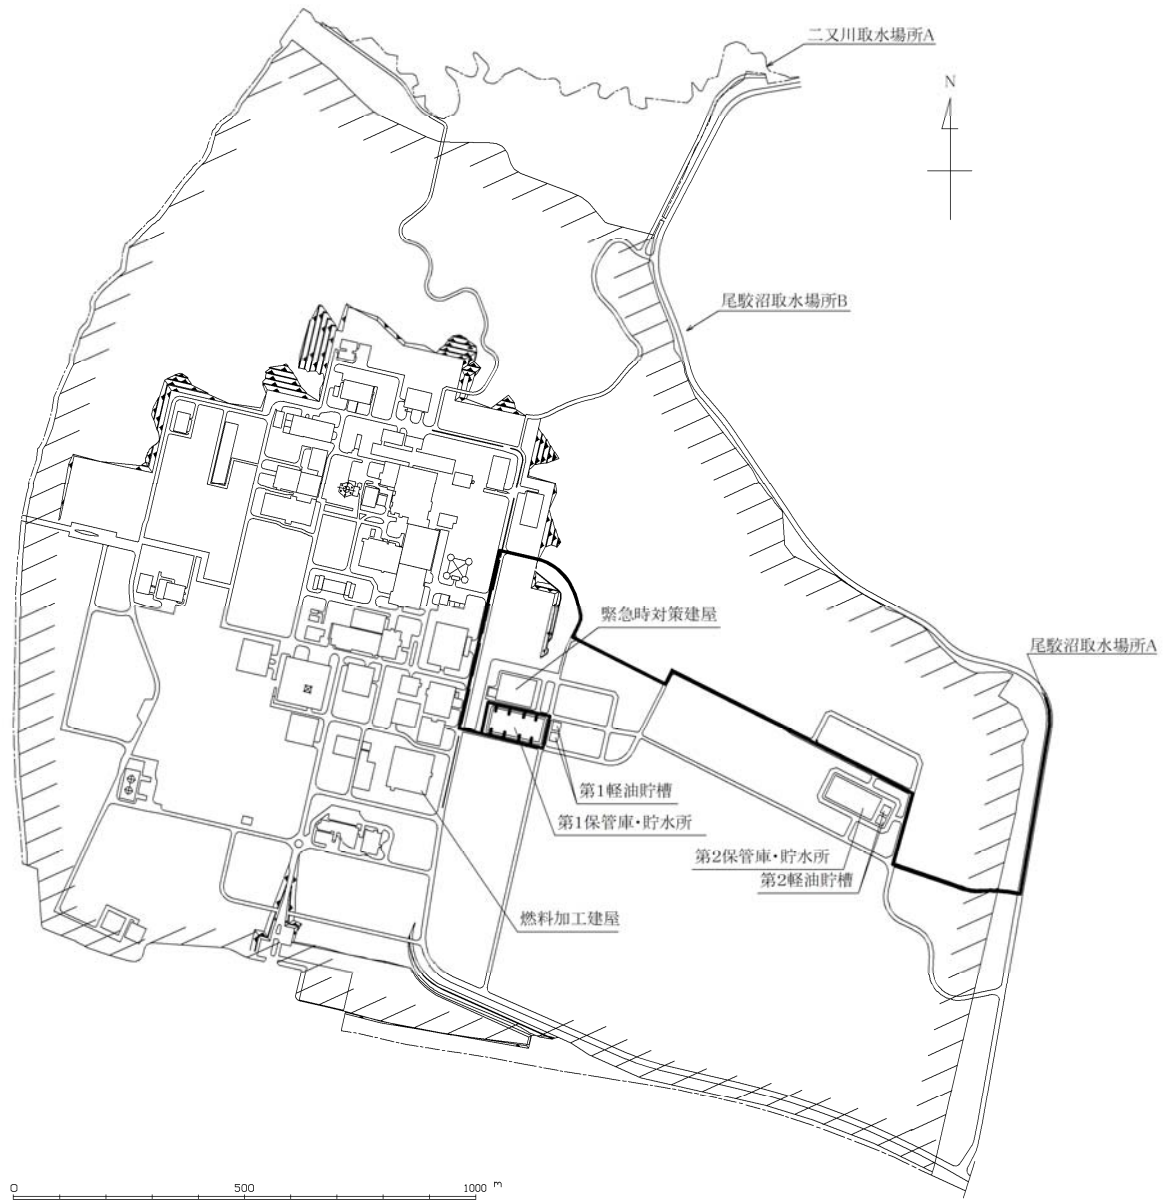 二又川取水場所A
N
尾駮沼取水場所B
緊急時対策建屋
尾駮沼取水場所A
第1軽油貯槽
第1保管庫・貯水所
第2保管庫・貯水所
第2軽油貯槽
燃料加工建屋
0 500 1000 m